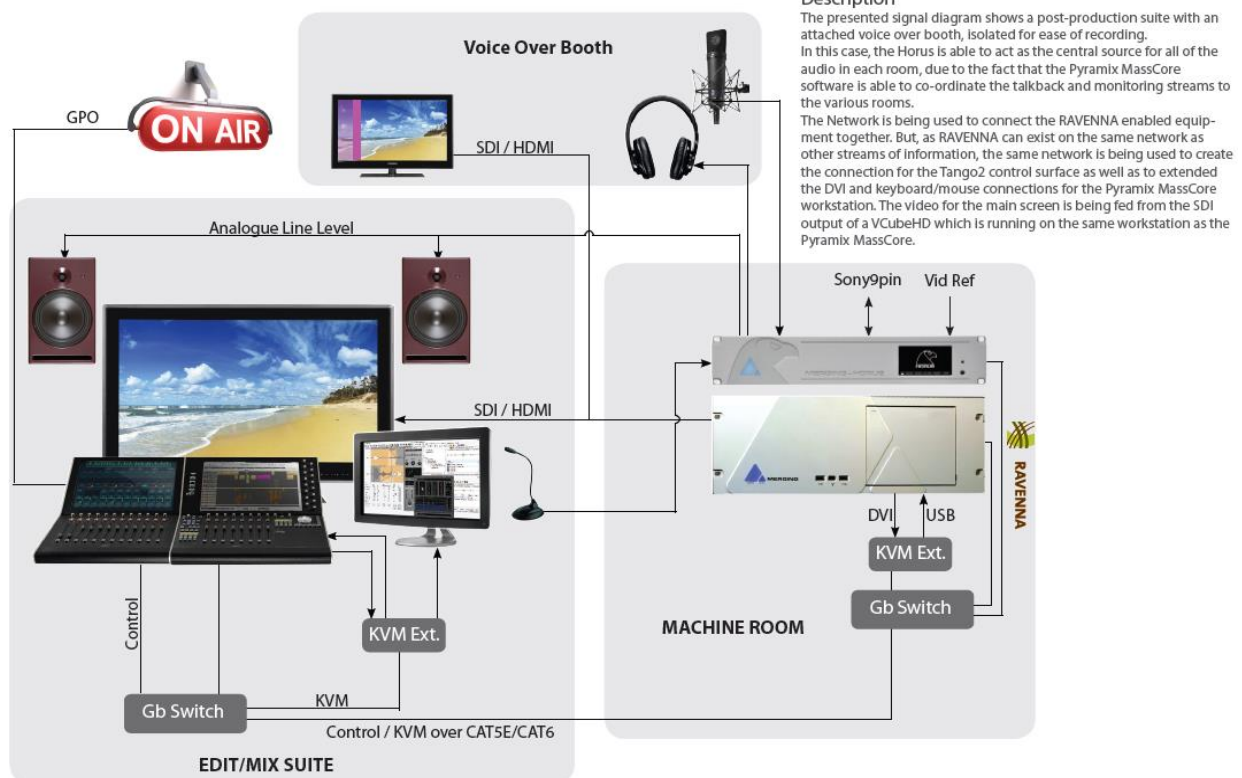 Description
The presented signal diagram shows a post-production suite with an
attached voice over booth, isolated for ease of recording.
In this case, the Horus is able to act as the central source for all of the
audio in each room, due to the fact that the Pyramix MassCore
software is able to co-ordinate the talkback and monitoring streams to
the various rooms.
The Network is being used to connect the RAVENNA enabled equip-
ment together. But, as RAVENNA can exist on the same network as
other streams of information, the same network is being used to create
the connection for the Tango2 control surface as well as to extended
the DVI and keyboard/mouse connections for the Pyramix MassCore
workstation. The video for the main screen is being fed from the SDI
output of a VCubeHD which is running on the same workstation as the
Pyramix MassCore.
Voice Over Booth
GPO
ON AIR
SDI / HDMI
Analogue Line Level
Sony9pin
Vid Ref
MERGING
HORUS
SDI / HDMI
MERGING
RAVENNA
DVI
USB
KVM Ext.
Gb Switch
MACHINE ROOM
Control
KVM Ext.
KVM
Gb Switch
Control / KVM over CAT5E/CAT6
EDIT/MIX SUITE